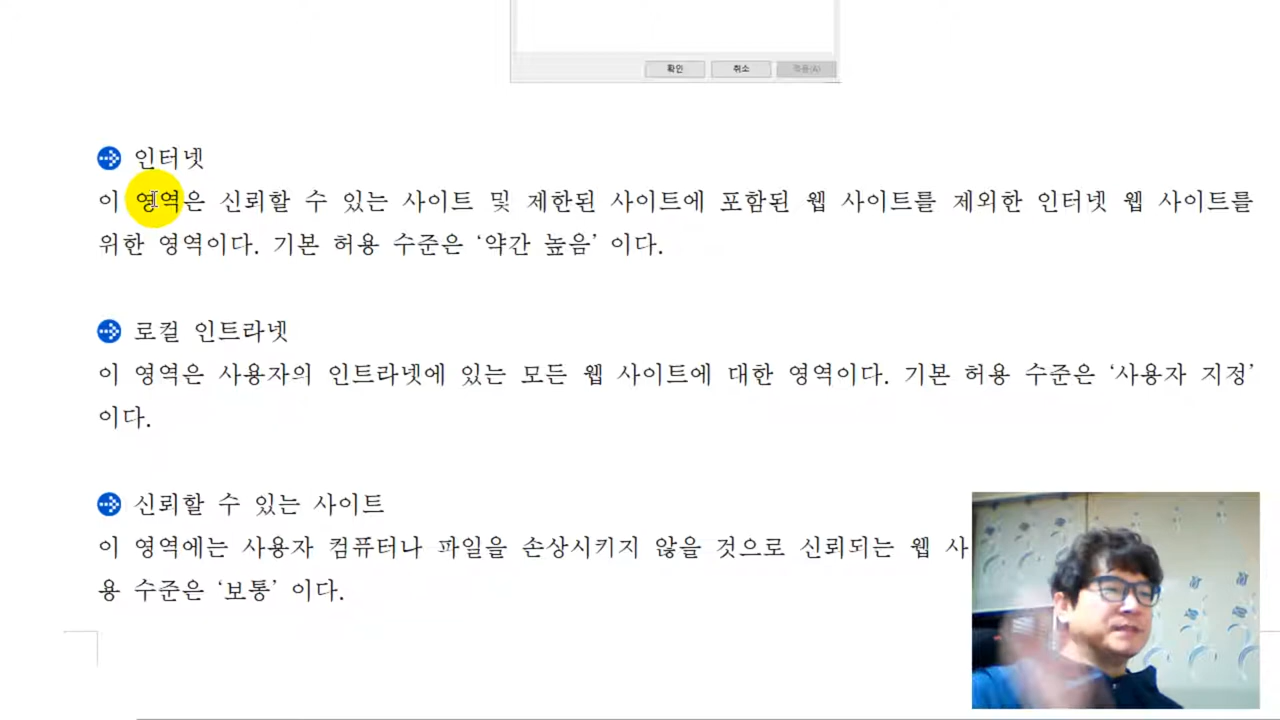 확인 취소 적용(A)
인터넷
이 영역은 신뢰할 수 있는 사이트 및 제한된 사이트에 포함된 웹 사이트를 제외한 인터넷 웹 사이트를
위한 영역이다. 기본 허용 수준은 ‘약간 높음’ 이다.
로컬 인트라넷
이 영역은 사용자의 인트라넷에 있는 모든 웹 사이트에 대한 영역이다. 기본 허용 수준은 ‘사용자 지정’
이다.
신뢰할 수 있는 사이트
이 영역에는 사용자 컴퓨터나 파일을 손상시키지 않을 것으로 신뢰되는 웹 사
용 수준은 ‘보통’ 이다.